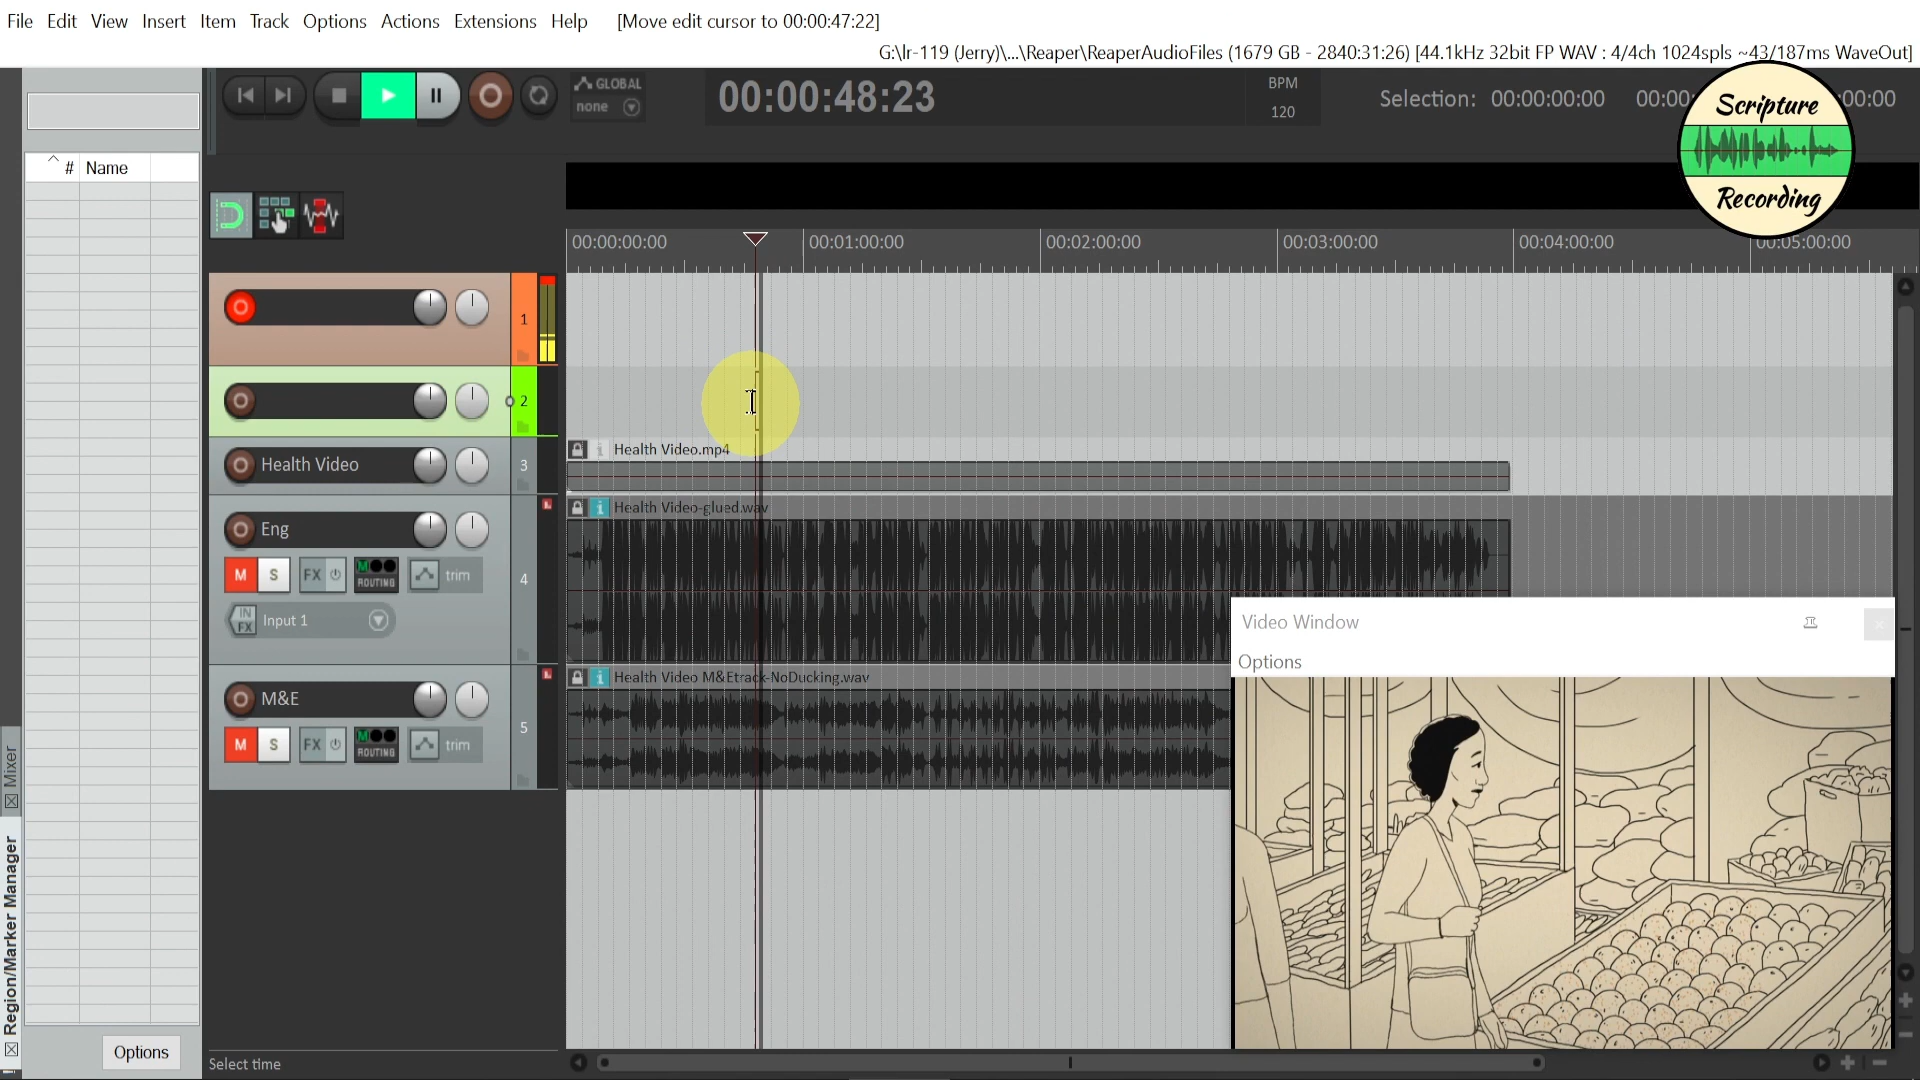 File Edit View Insert Item Track Options Actions Extensions Help [Move edit cursor to 00:00:47:22]
G:\lr-119 (Jerry)\...\Reaper\ReaperAudioFiles (1679 GB - 2840:31:26) [44.1kHz 32bit FP WAV : 4/4ch 1024spls ~43/187ms WaveOut]
GLOBAL
none
00:00:48:23
BPM
120
Selection: 00:00:00:00
Scripture
Recording
# Name
00:00:00:00 00:01:00:00 00:02:00:00 00:03:00:00 00:04:00:00 00:05:00:00
1
2
Health Video.mp4
Health Video 3
Health Video-glued.wav
Eng
M S FX ROUTING trim
4
IN FX Input 1
Health Video M&Etrack-NoDucking.wav
M&E
5
M S FX ROUTING trim
Video Window
Options
Mixer
Region/Marker Manager
Options
Select time